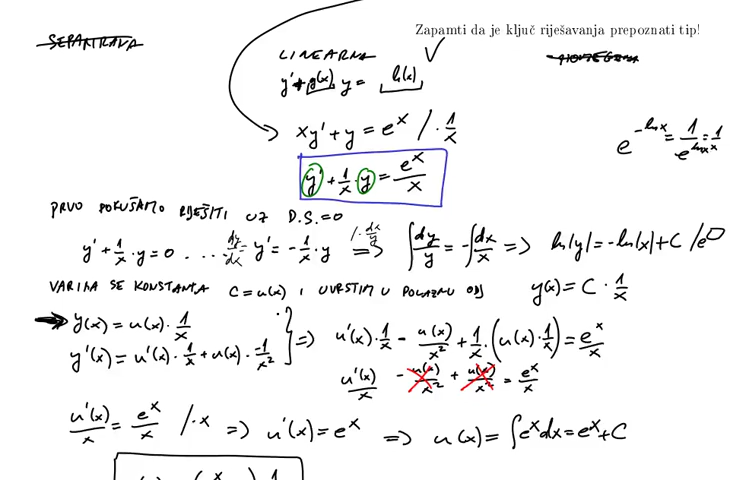 Zapamti da je ključ riješavanja prepoznati tip!
SEPARIRANA
LINEARNA ✓
HOMOGENA
y' + g(x) y = h(x)
xy' + y = e^x / · 1/x
e^{-ln x} = 1/e^{ln x} = 1/x
y' + 1/x · y = e^x/x
PRVO POKUŠAMO RIJEŠITI UZ D.S.=0
y' + 1/x · y = 0 ... dy/dx = y' = -1/x · y /· dx/y => ∫ dy/y = -∫ dx/x => ln|y| = -ln(x) + C /e^□
VARIRA SE KONSTANTA C = u(x) I UVRSTIM U POLAZNU ODJ y(x) = C · 1/x
y(x) = u(x) · 1/x
y'(x) = u'(x) · 1/x + u(x) · -1/x² } => u'(x) · 1/x - u(x)/x² + 1/x · (u(x) · 1/x) = e^x/x
u'(x)/x - u(x)/x² + u(x)/x² = e^x/x
u'(x)/x = e^x/x / · x => u'(x) = e^x => u(x) = ∫ e^x dx = e^x + C